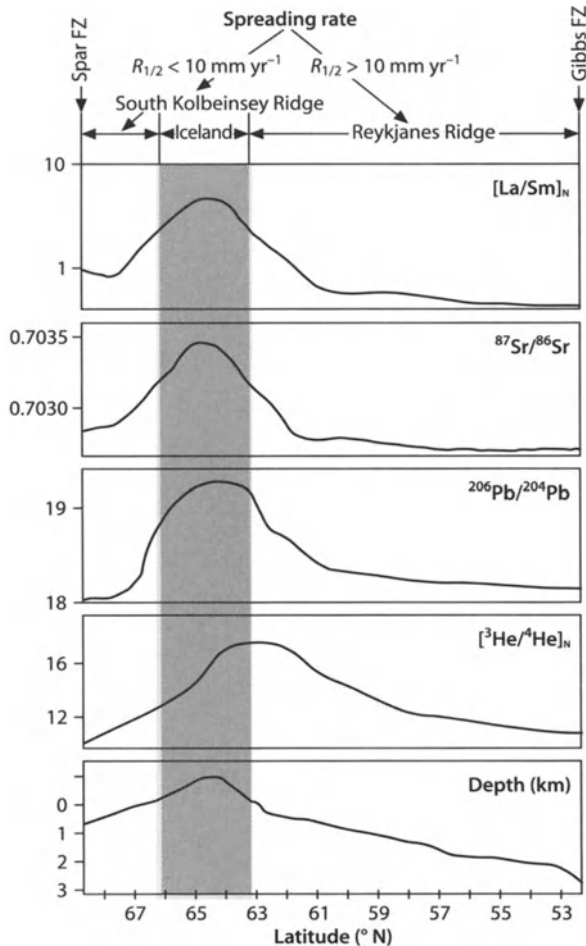 Spar FZ
Spreading rate
Gibbs FZ
R1/2 < 10 mm yr–1
R1/2 > 10 mm yr–1
South Kolbeinsey Ridge
Iceland
Reykjanes Ridge
10
[La/Sm]N
1
0.7035
87Sr/86Sr
0.7030
206Pb/204Pb
19
18
[3He/4He]N
16
12
Depth (km)
0
1
2
3
67 65 63 61 59 57 55 53
Latitude (° N)